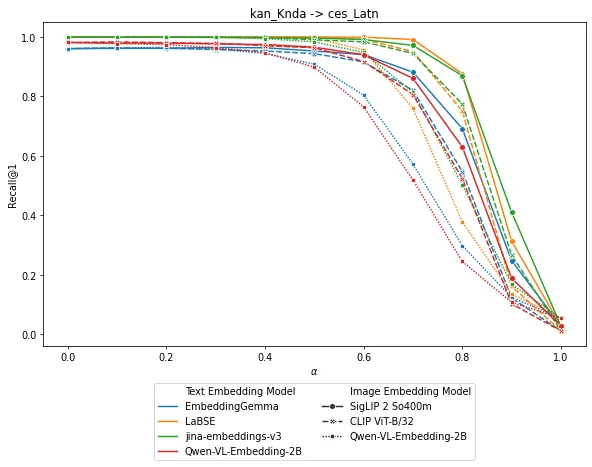 kan_Knda -> ces_Latn
1.0
0.8
0.6
0.4
0.2
0.0
Recall@1
0.0 0.2 0.4 0.6 0.8 1.0
α
Text Embedding Model
EmbeddingGemma
LaBSE
jina-embeddings-v3
Qwen-VL-Embedding-2B
Image Embedding Model
SigLIP 2 So400m
CLIP ViT-B/32
Qwen-VL-Embedding-2B